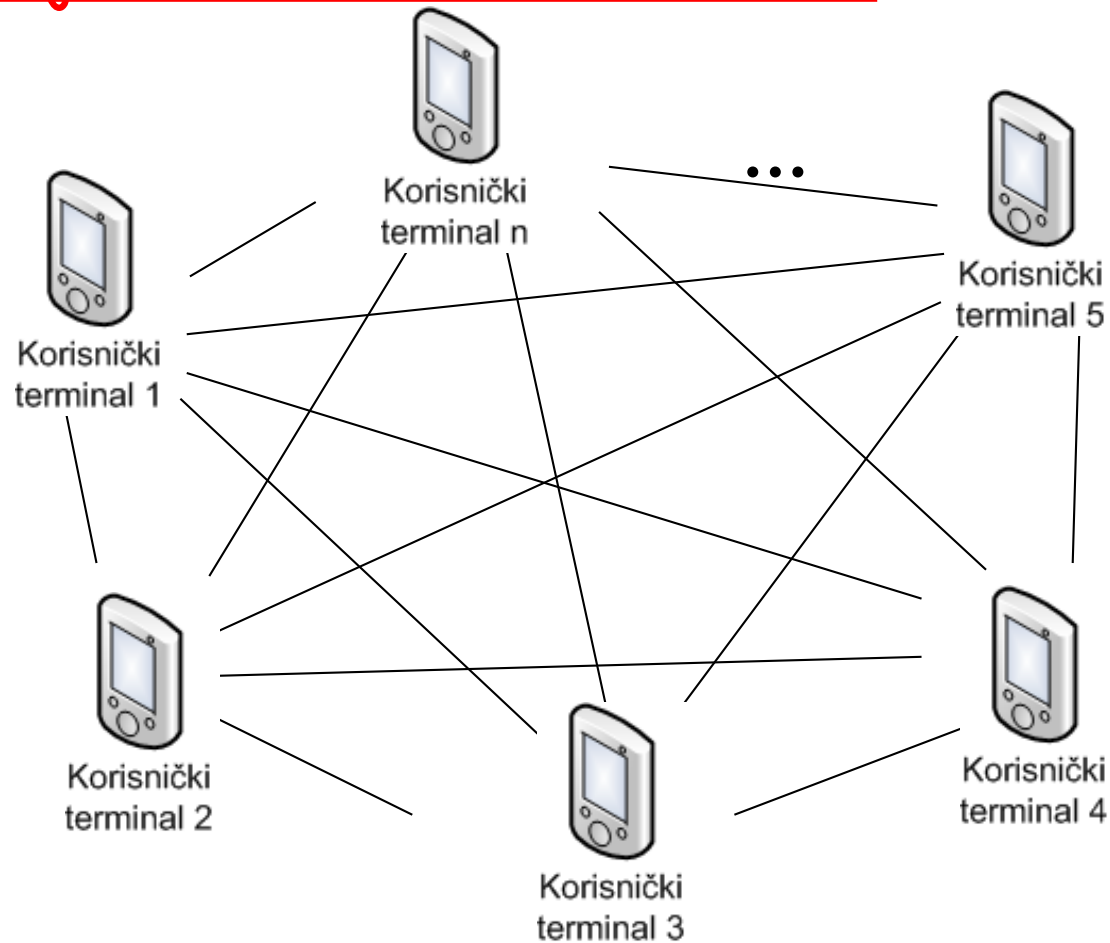 Korisnički
terminal n
...
Korisnički
terminal 5
Korisnički
terminal 1
Korisnički
terminal 2
Korisnički
terminal 4
Korisnički
terminal 3